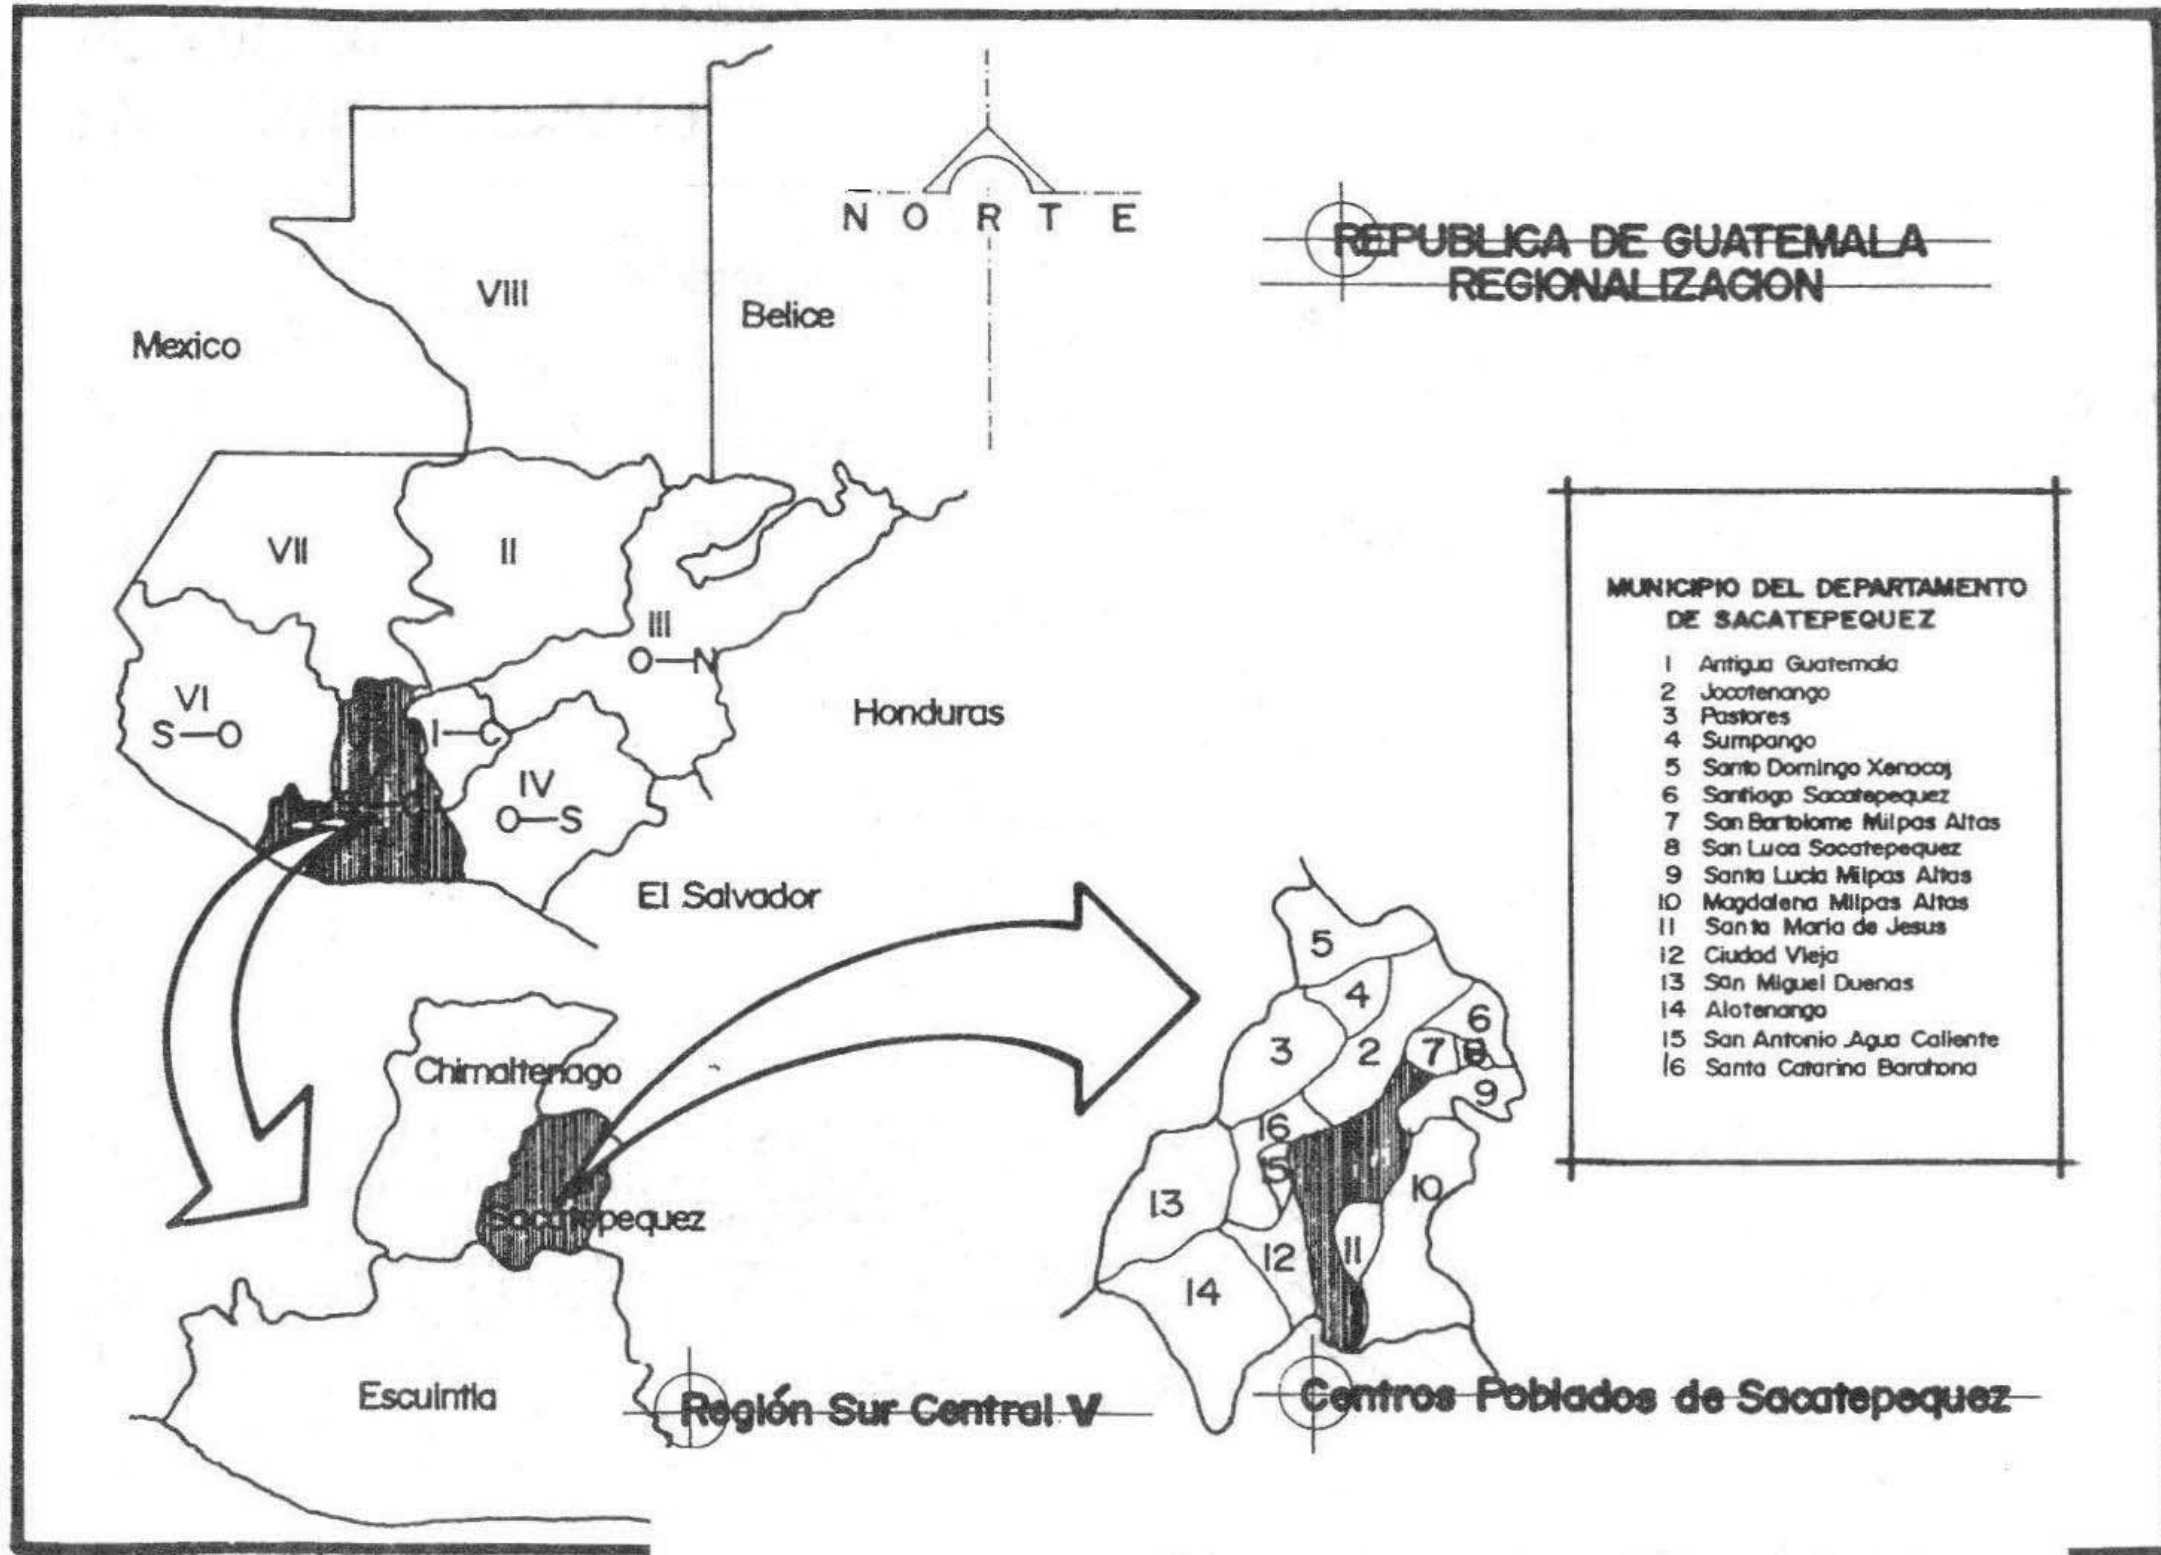 NORTE
REPUBLICA DE GUATEMALA
REGIONALIZACION
VIII
Belice
Mexico
VII
II
III
O—N
VI
S—O
I—C
IV
O—S
Honduras
El Salvador
MUNICIPIO DEL DEPARTAMENTO
DE SACATEPEQUEZ
1 Antigua Guatemala
2 Jocotenango
3 Pastores
4 Sumpango
5 Santo Domingo Xenacoj
6 Santiago Sacatepequez
7 San Bartolome Milpas Altas
8 San Luca Sacatepequez
9 Santa Lucia Milpas Altas
10 Magdalena Milpas Altas
11 Santa Maria de Jesus
12 Ciudad Vieja
13 San Miguel Duenas
14 Alotenango
15 San Antonio Agua Caliente
16 Santa Catarina Barahona
Chimaltenago
Sacatepequez
Escuintla
Región Sur Central V
5
4
6
3
2
7
8
9
16
15
13
10
12
11
14
Centros Poblados de Sacatepequez